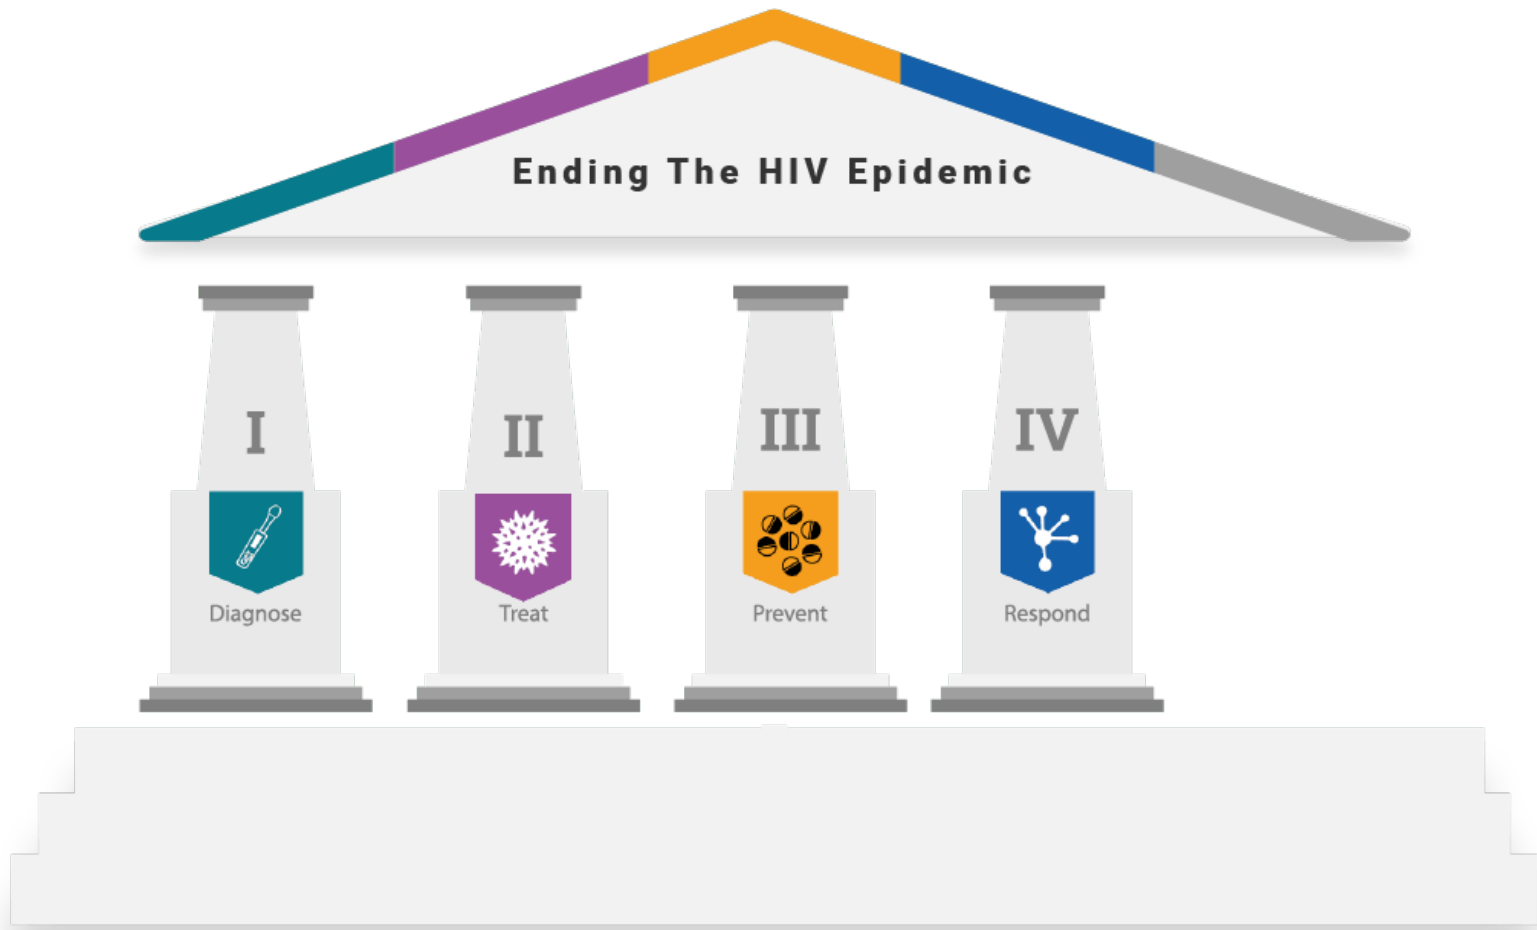 Ending The HIV Epidemic
I
II
III
IV
Diagnose
Treat
Prevent
Respond